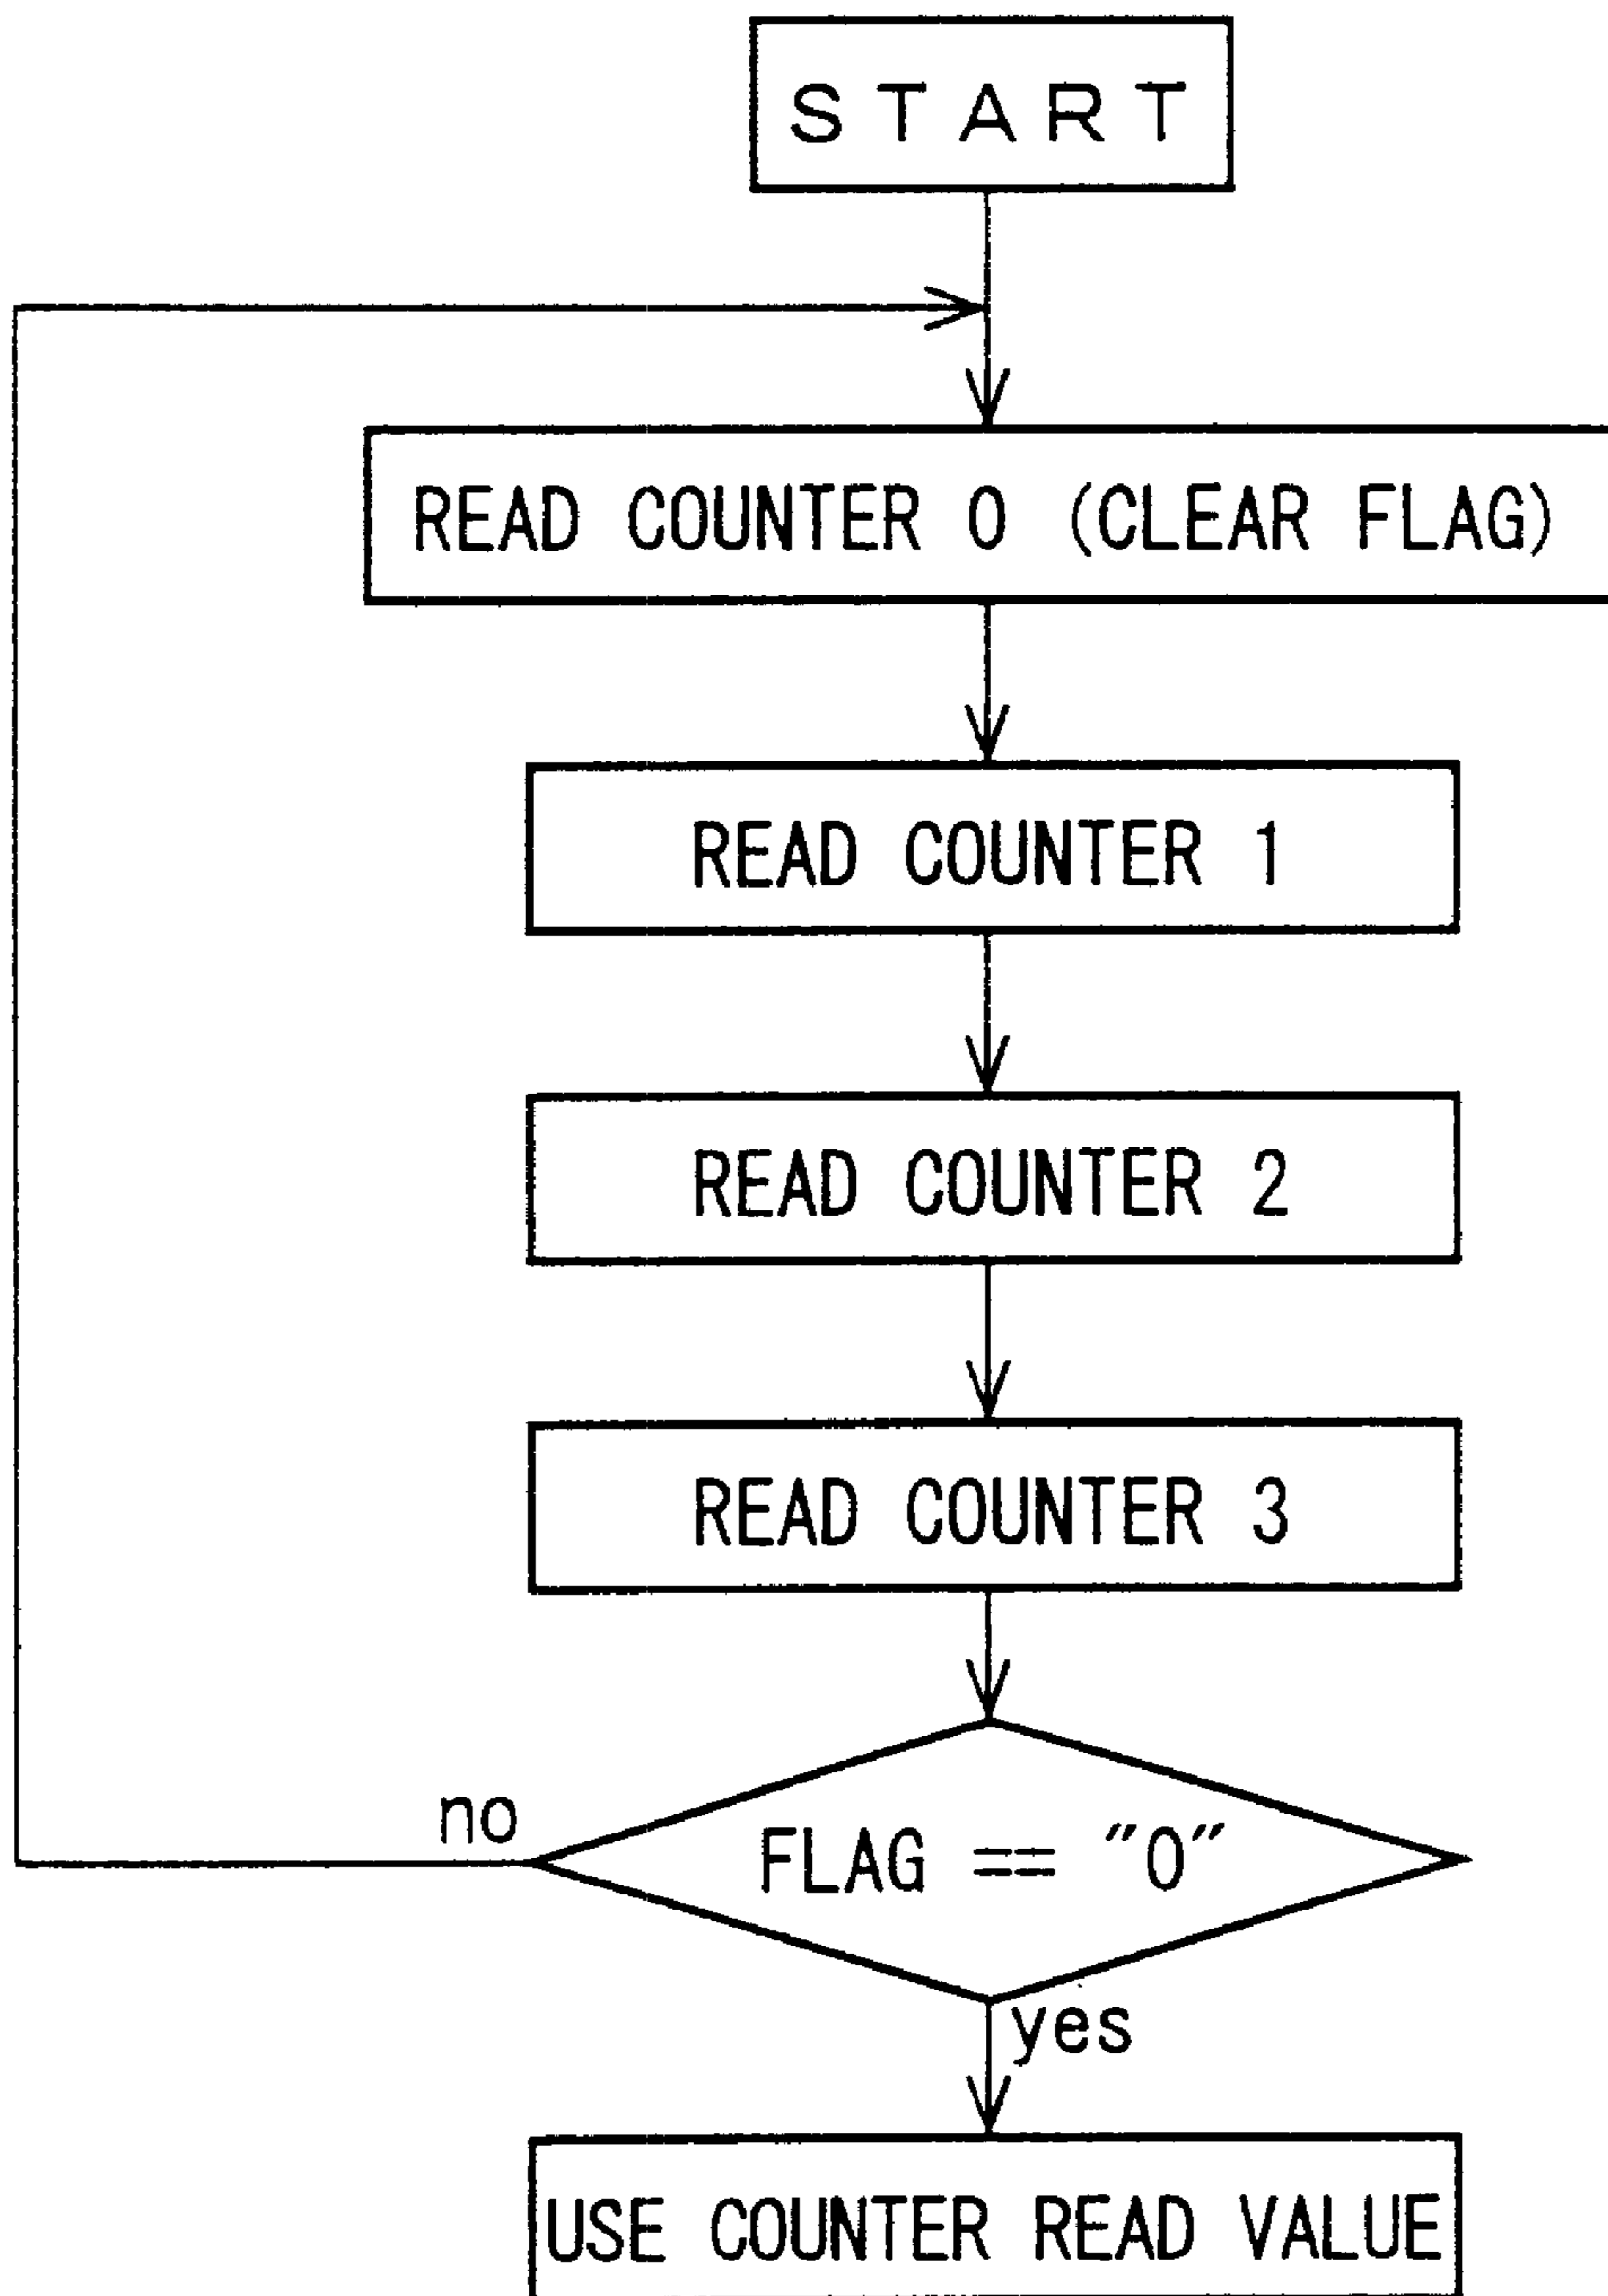 START
READ COUNTER 0 (CLEAR FLAG)
READ COUNTER 1
READ COUNTER 2
READ COUNTER 3
no
FLAG == "0"
yes
USE COUNTER READ VALUE